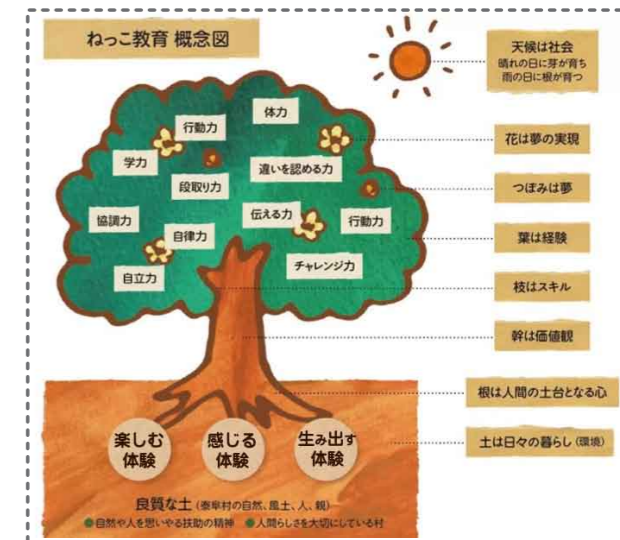 ねっこ教育 概念図
天候は社会
晴れの日に芽が育ち
雨の日に根が育つ
体力
行動力
花は夢の実現
学力
違いを認める力
段取り力
つぼみは夢
協調力
伝える力
行動力
自律力
葉は経験
チャレンジ力
自立力
枝はスキル
幹は価値観
根は人間の土台となる心
楽しむ
体験
感じる
体験
生み出す
体験
土は日々の暮らし（環境）
良質な土（泰阜村の自然、風土、人、親）
●自然や人を思いやる扶助の精神 ●人間らしさを大切にしている村